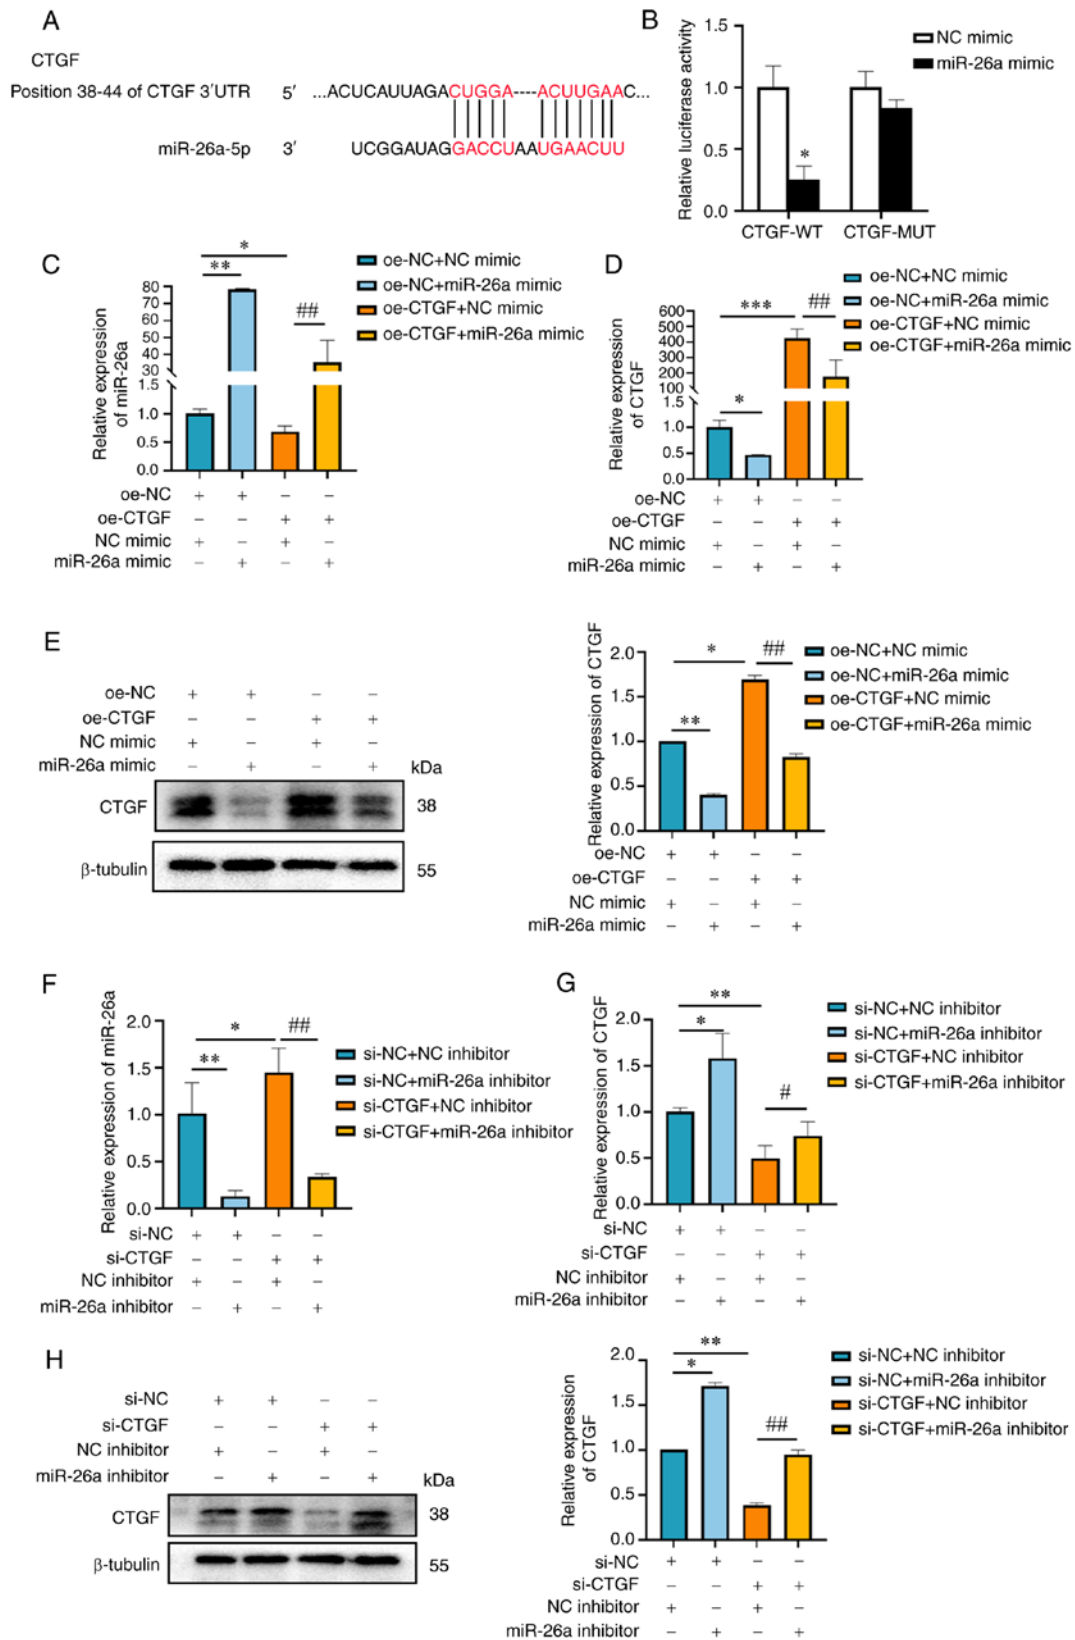 A
CTGF
Position 38-44 of CTGF 3′UTR 5′ ...ACUCAUUAGACUGGA----ACUUGAAC...
miR-26a-5p 3′ UCGGAUAGGACCUAAUGAACUU
B
Relative luciferase activity
1.5
1.0
0.5
0.0
*
CTGF-WT CTGF-MUT
NC mimic
miR-26a mimic
C
Relative expression
of miR-26a
80
70
60
50
40
30
1.5
1.0
0.5
0.0
*
**
##
oe-NC+NC mimic
oe-NC+miR-26a mimic
oe-CTGF+NC mimic
oe-CTGF+miR-26a mimic
oe-NC + + − −
oe-CTGF − − + +
NC mimic + − + −
miR-26a mimic − + − +
D
Relative expression
of CTGF
600
500
400
300
200
100
1.5
1.0
0.5
0.0
***
##
*
oe-NC+NC mimic
oe-NC+miR-26a mimic
oe-CTGF+NC mimic
oe-CTGF+miR-26a mimic
oe-NC + + − −
oe-CTGF − − + +
NC mimic + − + −
miR-26a mimic − + − +
E
oe-NC + + − −
oe-CTGF − − + +
NC mimic + − + −
miR-26a mimic − + − +
kDa
CTGF 38
β-tubulin 55
Relative expression of CTGF
2.0
1.5
1.0
0.5
0.0
*
##
**
oe-NC+NC mimic
oe-NC+miR-26a mimic
oe-CTGF+NC mimic
oe-CTGF+miR-26a mimic
oe-NC + + − −
oe-CTGF − − + +
NC mimic + − + −
miR-26a mimic − + − +
F
Relative expression of miR-26a
2.0
1.5
1.0
0.5
0.0
*
##
**
si-NC+NC inhibitor
si-NC+miR-26a inhibitor
si-CTGF+NC inhibitor
si-CTGF+miR-26a inhibitor
si-NC + + − −
si-CTGF − − + +
NC inhibitor + − + −
miR-26a inhibitor − + − +
G
Relative expression of CTGF
2.0
1.5
1.0
0.5
0.0
**
*
#
si-NC+NC inhibitor
si-NC+miR-26a inhibitor
si-CTGF+NC inhibitor
si-CTGF+miR-26a inhibitor
si-NC + + − −
si-CTGF − − + +
NC inhibitor + − + −
miR-26a inhibitor − + − +
H
si-NC + + − −
si-CTGF − − + +
NC inhibitor + − + −
miR-26a inhibitor − + − +
kDa
CTGF 38
β-tubulin 55
Relative expression
of CTGF
2.0
1.5
1.0
0.5
0.0
**
*
##
si-NC+NC inhibitor
si-NC+miR-26a inhibitor
si-CTGF+NC inhibitor
si-CTGF+miR-26a inhibitor
si-NC + + − −
si-CTGF − − + +
NC inhibitor + − + −
miR-26a inhibitor − + − +